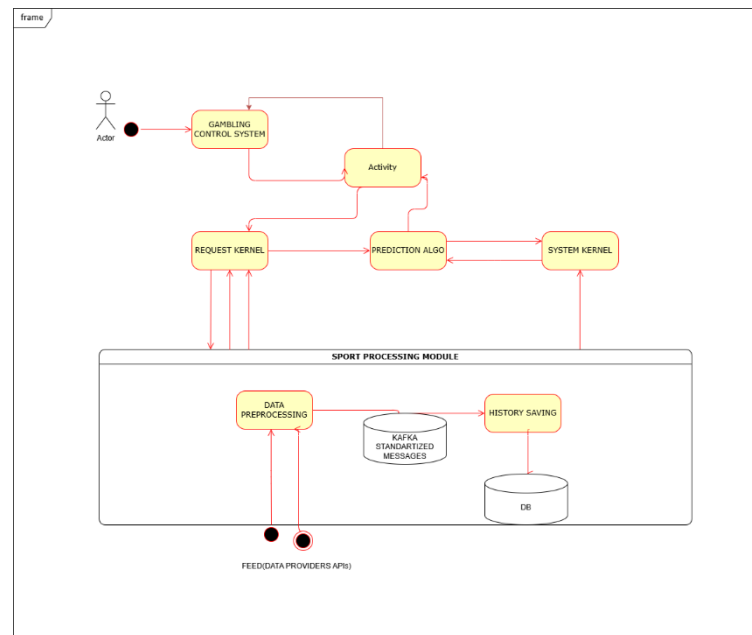 frame
Actor
GAMBLING
CONTROL SYSTEM
Activity
REQUEST KERNEL
PREDICTION ALGO
SYSTEM KERNEL
SPORT PROCESSING MODULE
DATA
PREPROCESSING
KAFKA
STANDARTIZED
MESSAGES
HISTORY SAVING
DB
FEED(DATA PROVIDERS APIs)